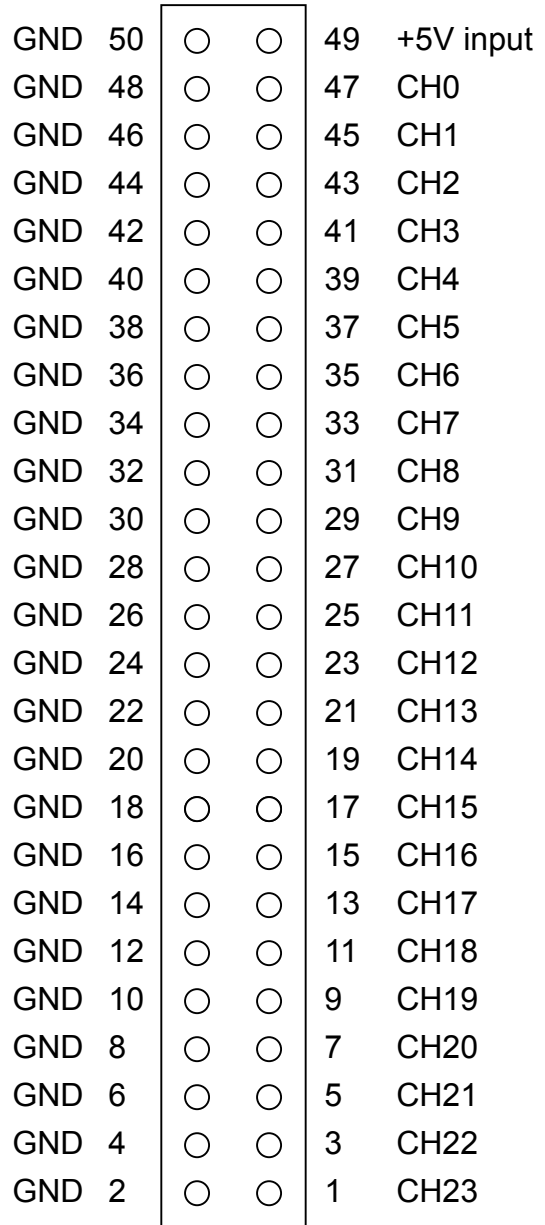 GND 50 49 +5V input
GND 48 47 CH0
GND 46 45 CH1
GND 44 43 CH2
GND 42 41 CH3
GND 40 39 CH4
GND 38 37 CH5
GND 36 35 CH6
GND 34 33 CH7
GND 32 31 CH8
GND 30 29 CH9
GND 28 27 CH10
GND 26 25 CH11
GND 24 23 CH12
GND 22 21 CH13
GND 20 19 CH14
GND 18 17 CH15
GND 16 15 CH16
GND 14 13 CH17
GND 12 11 CH18
GND 10 9 CH19
GND 8 7 CH20
GND 6 5 CH21
GND 4 3 CH22
GND 2 1 CH23